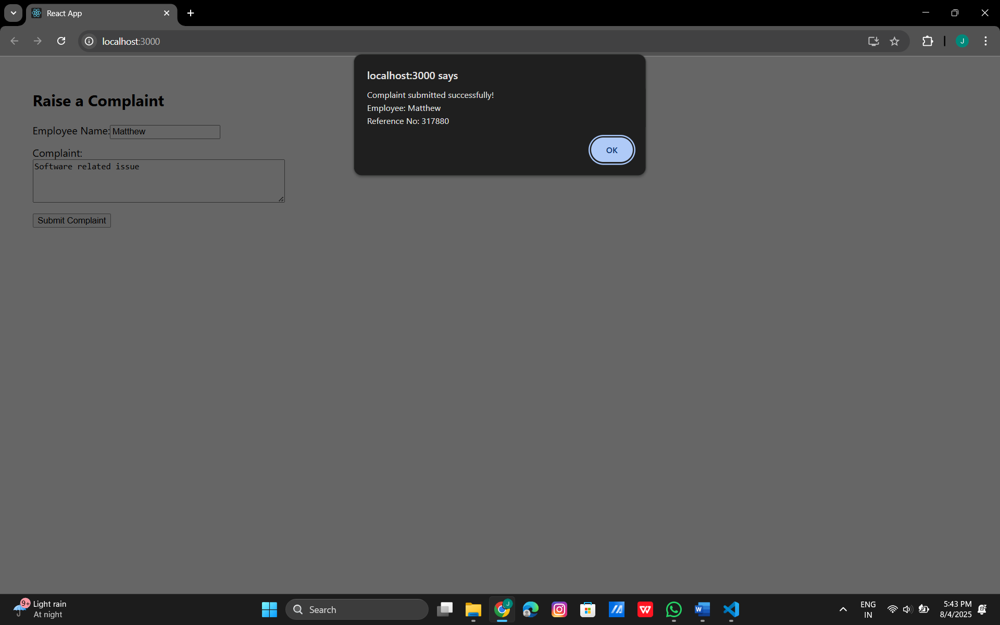 React App
localhost:3000
J
localhost:3000 says
Complaint submitted successfully!
Employee: Matthew
Reference No: 317880
OK
Raise a Complaint
Employee Name: Matthew
Complaint:
Software related issue
Submit Complaint
9+
Light rain
At night
Search
J
W
W
ENG
IN
5:43 PM
8/4/2025